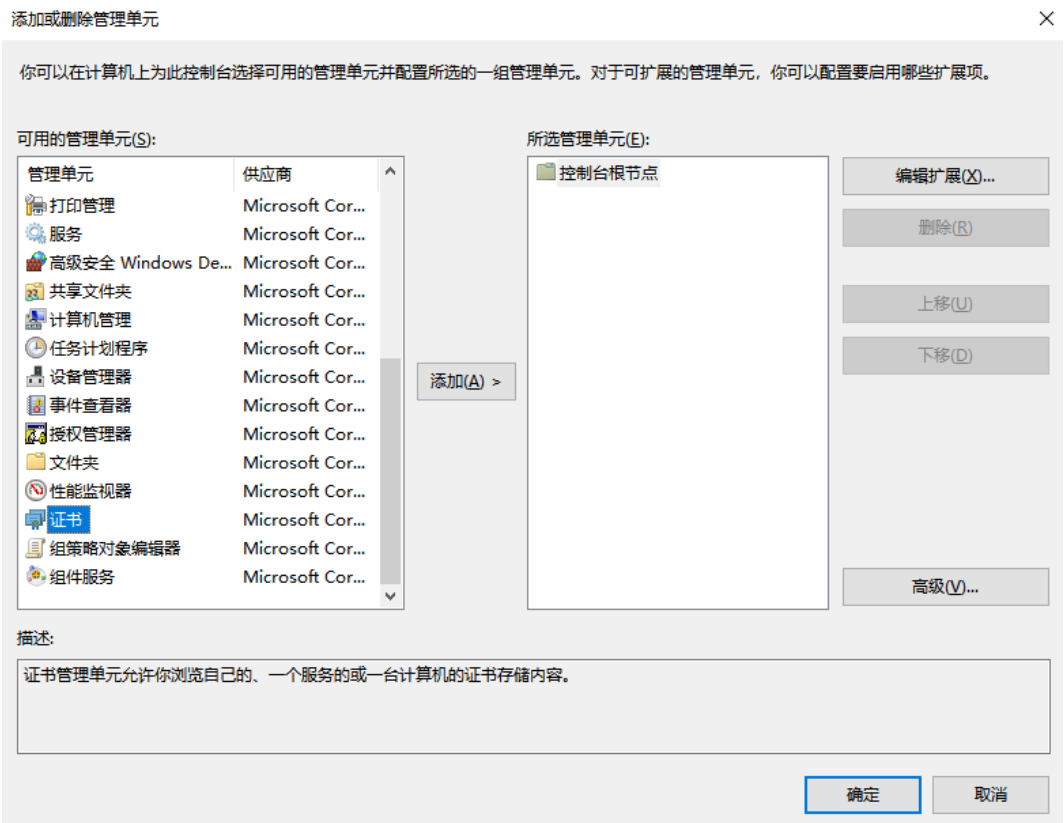 添加或删除管理单元
你可以在计算机上为此控制台选择可用的管理单元并配置所选的一组管理单元。对于可扩展的管理单元，你可以配置要启用哪些扩展项。
可用的管理单元(S):
管理单元 供应商
打印管理 Microsoft Cor...
服务 Microsoft Cor...
高级安全 Windows De... Microsoft Cor...
共享文件夹 Microsoft Cor...
计算机管理 Microsoft Cor...
任务计划程序 Microsoft Cor...
设备管理器 Microsoft Cor...
事件查看器 Microsoft Cor...
授权管理器 Microsoft Cor...
文件夹 Microsoft Cor...
性能监视器 Microsoft Cor...
证书 Microsoft Cor...
组策略对象编辑器 Microsoft Cor...
组件服务 Microsoft Cor...
添加(A) >
所选管理单元(E):
控制台根节点
编辑扩展(X)...
删除(R)
上移(U)
下移(D)
高级(V)...
描述:
证书管理单元允许你浏览自己的、一个服务的或一台计算机的证书存储内容。
确定 取消